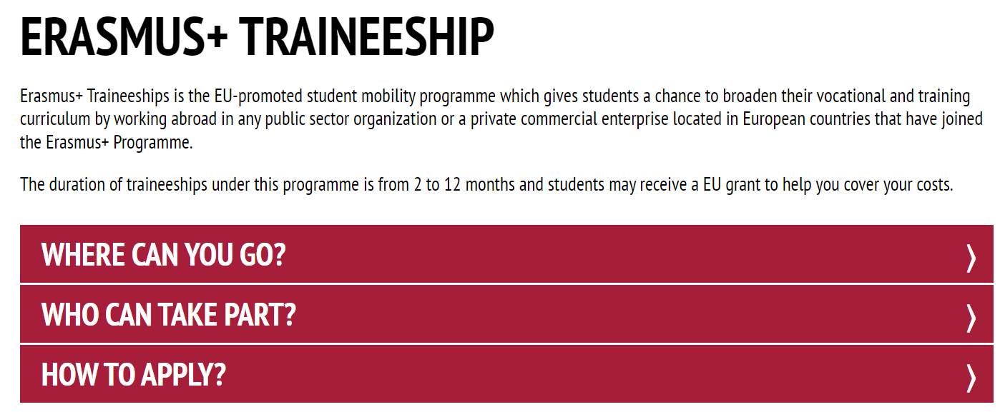 ERASMUS+ TRAINEESHIP
Erasmus+ Traineeships is the EU-promoted student mobility programme which gives students a chance to broaden their vocational and training
curriculum by working abroad in any public sector organization or a private commercial enterprise located in European countries that have joined
the Erasmus+ Programme.
The duration of traineeships under this programme is from 2 to 12 months and students may receive a EU grant to help you cover your costs.
WHERE CAN YOU GO?
WHO CAN TAKE PART?
HOW TO APPLY?